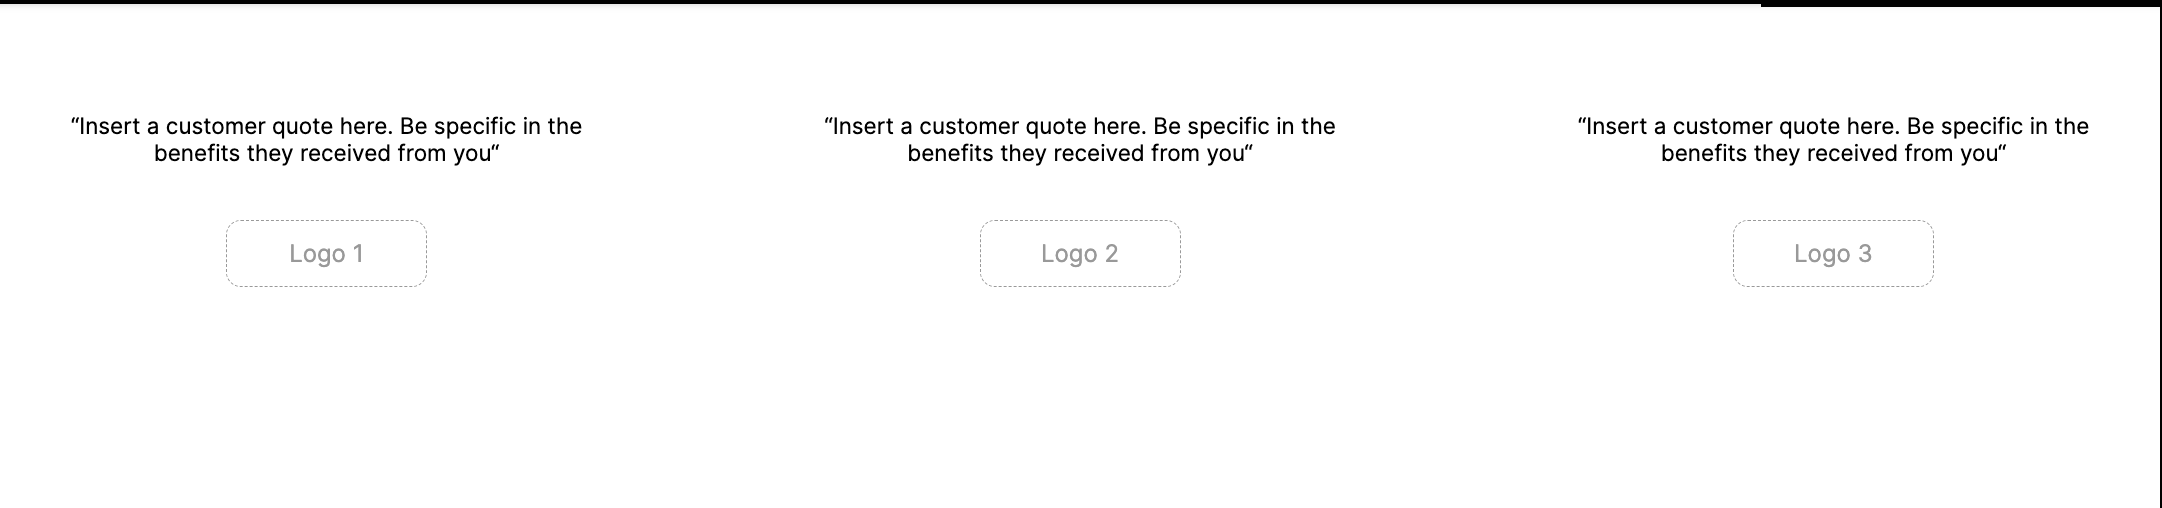 “Insert a customer quote here. Be specific in the
benefits they received from you“
Logo 1
“Insert a customer quote here. Be specific in the
benefits they received from you“
Logo 2
“Insert a customer quote here. Be specific in the
benefits they received from you“
Logo 3